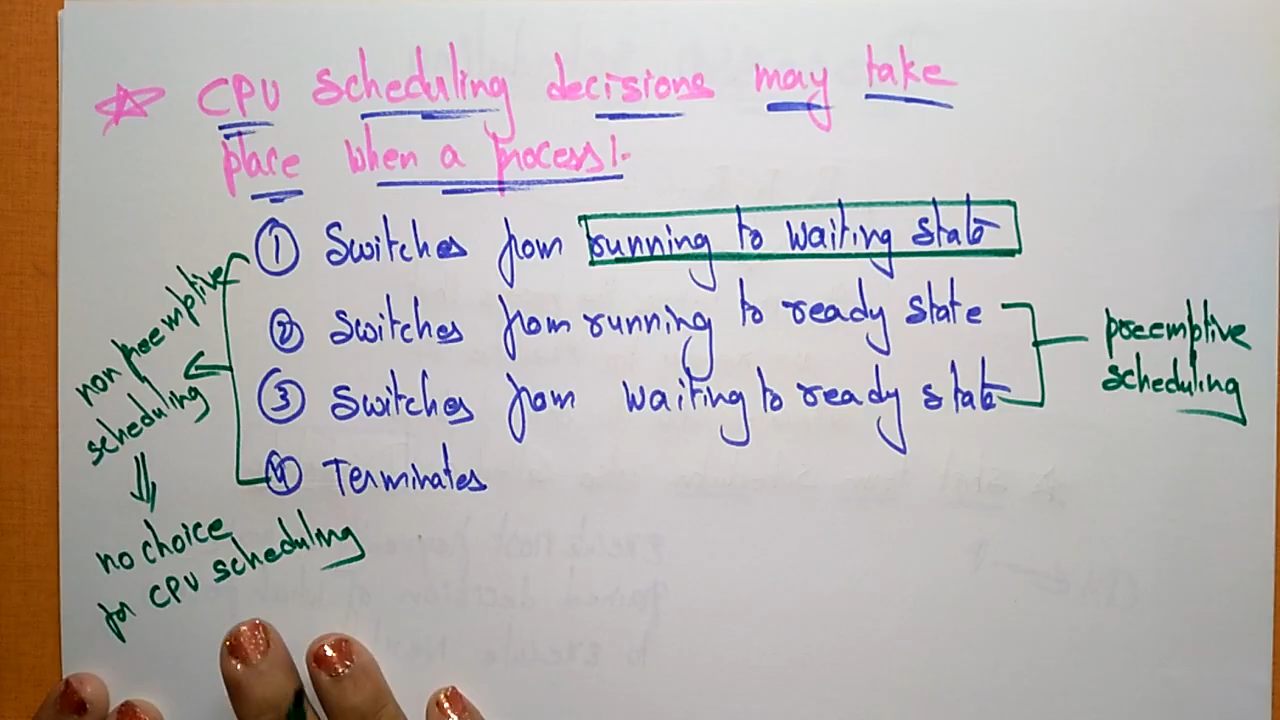 ☆ CPU scheduling decisions may take
place when a process:-
① Switches from running to waiting state
② Switches from running to ready state
③ Switches from waiting to ready state
④ Terminates
preemptive
scheduling
non preemptive
scheduling
no choice
for CPU scheduling